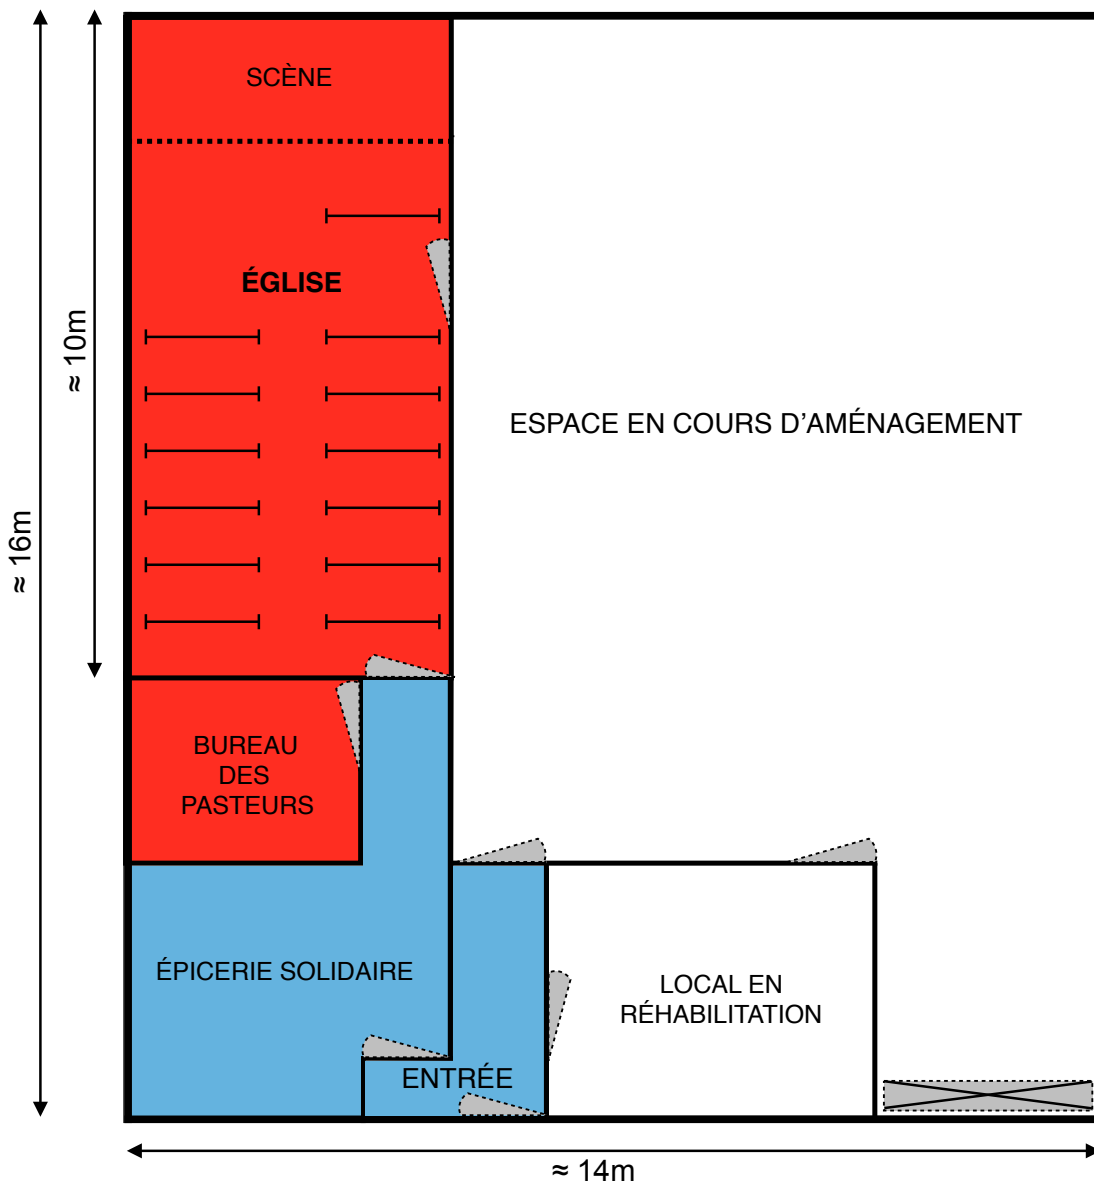 SCÈNE
ÉGLISE
≈ 10m
≈ 16m
ESPACE EN COURS D’AMÉNAGEMENT
BUREAU
DES
PASTEURS
ÉPICERIE SOLIDAIRE
LOCAL EN
RÉHABILITATION
ENTRÉE
≈ 14m